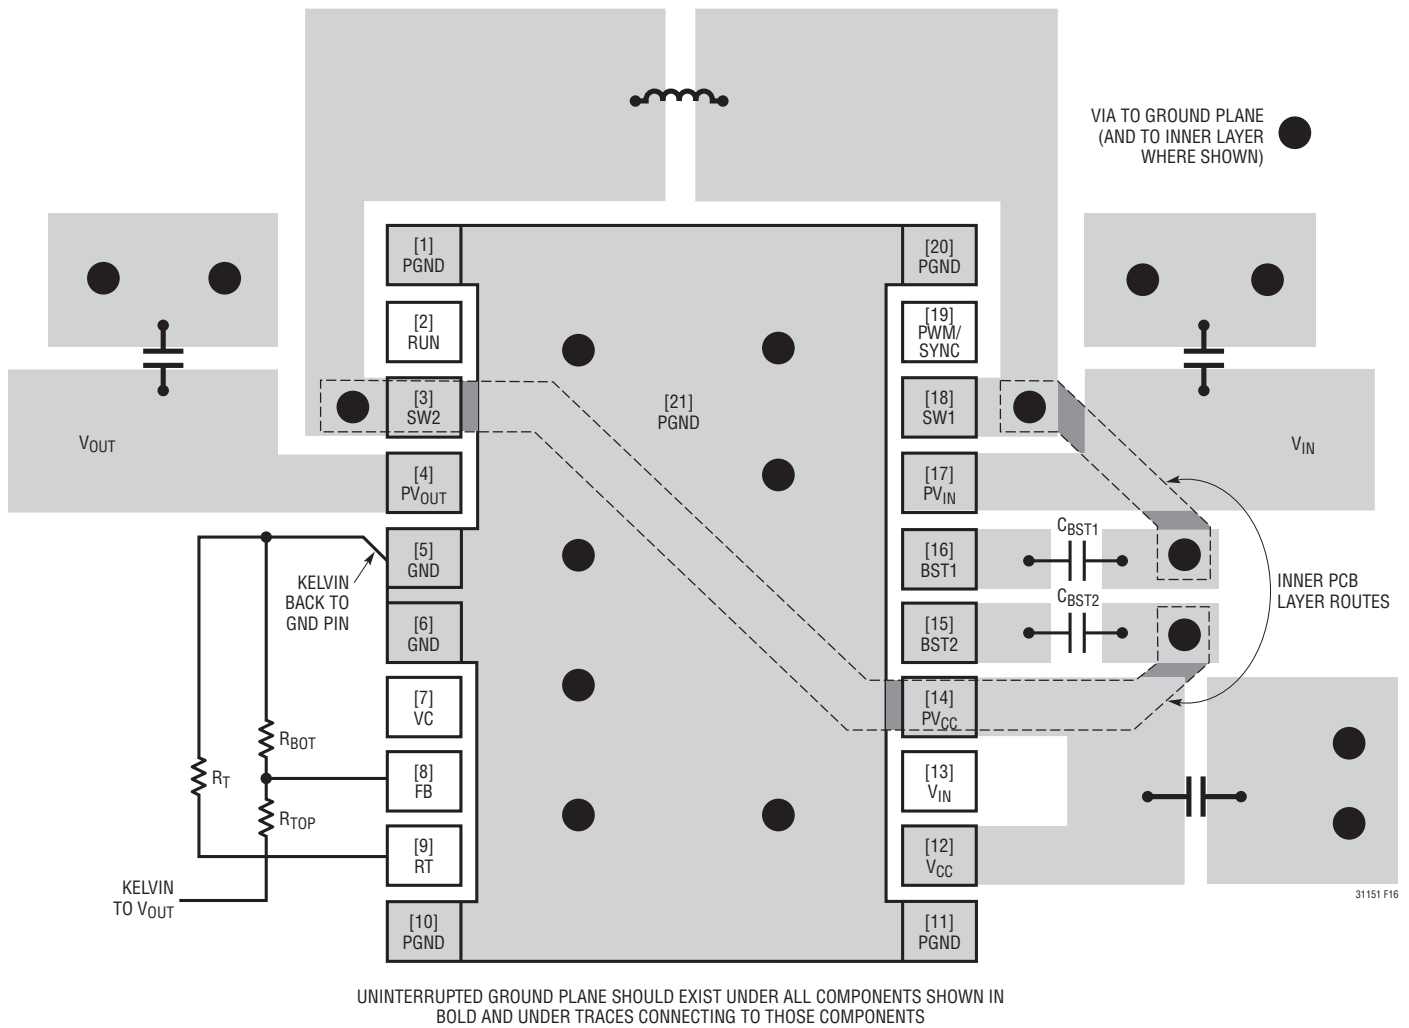 VIA TO GROUND PLANE
(AND TO INNER LAYER
WHERE SHOWN)
[1]
PGND
[20]
PGND
[2]
RUN
[19]
PWM/
SYNC
[3]
SW2
[21]
PGND
[18]
SW1
VOUT
VIN
[4]
PVOUT
[17]
PVIN
[5]
GND
[16]
BST1
CBST1
KELVIN
BACK TO
GND PIN
INNER PCB
LAYER ROUTES
CBST2
[6]
GND
[15]
BST2
[7]
VC
[14]
PVCC
RBOT
RT
[8]
FB
[13]
VIN
RTOP
[9]
RT
[12]
VCC
KELVIN
TO VOUT
31151 F16
[10]
PGND
[11]
PGND
UNINTERRUPTED GROUND PLANE SHOULD EXIST UNDER ALL COMPONENTS SHOWN IN
BOLD AND UNDER TRACES CONNECTING TO THOSE COMPONENTS